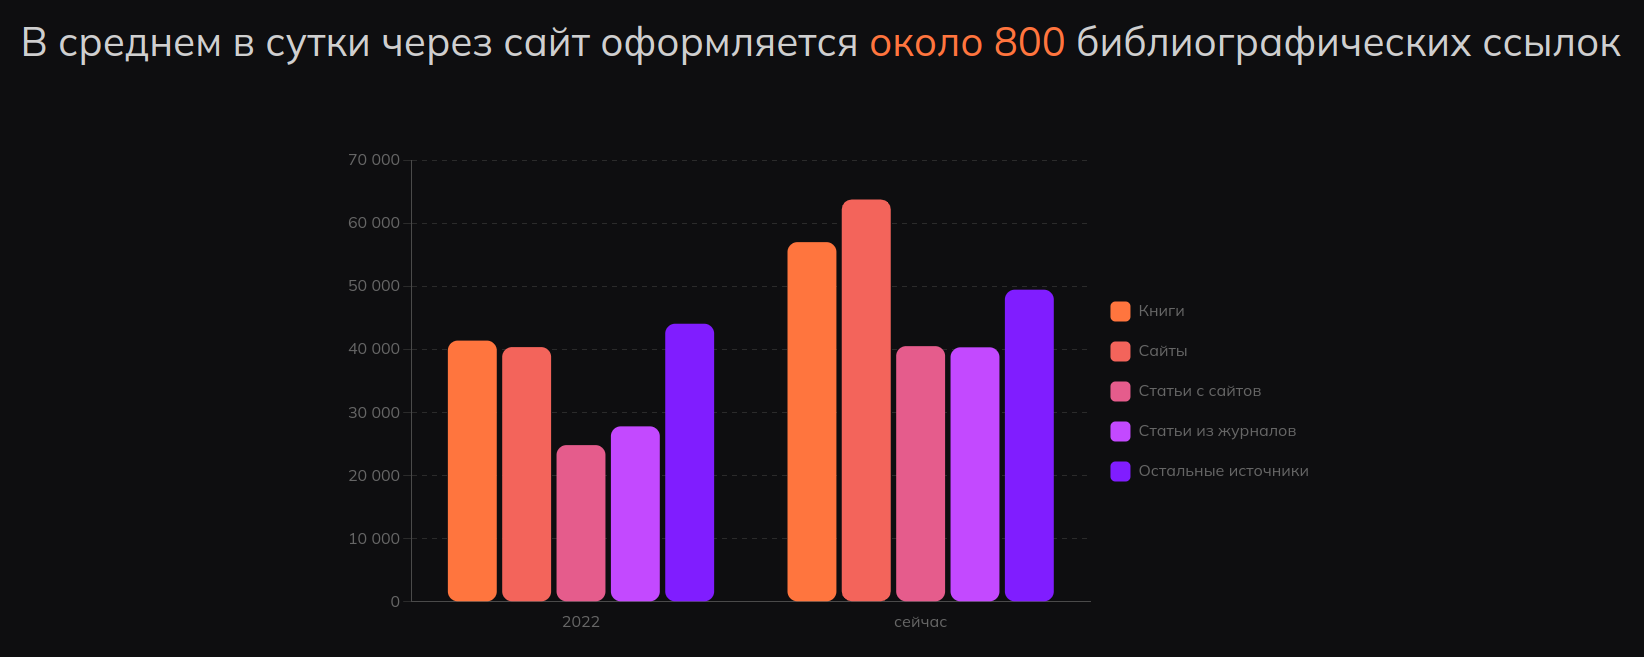 В среднем в сутки через сайт оформляется около 800 библиографических ссылок
70 000
60 000
50 000
40 000
30 000
20 000
10 000
0
2022
сейчас
Книги
Сайты
Статьи с сайтов
Статьи из журналов
Остальные источники